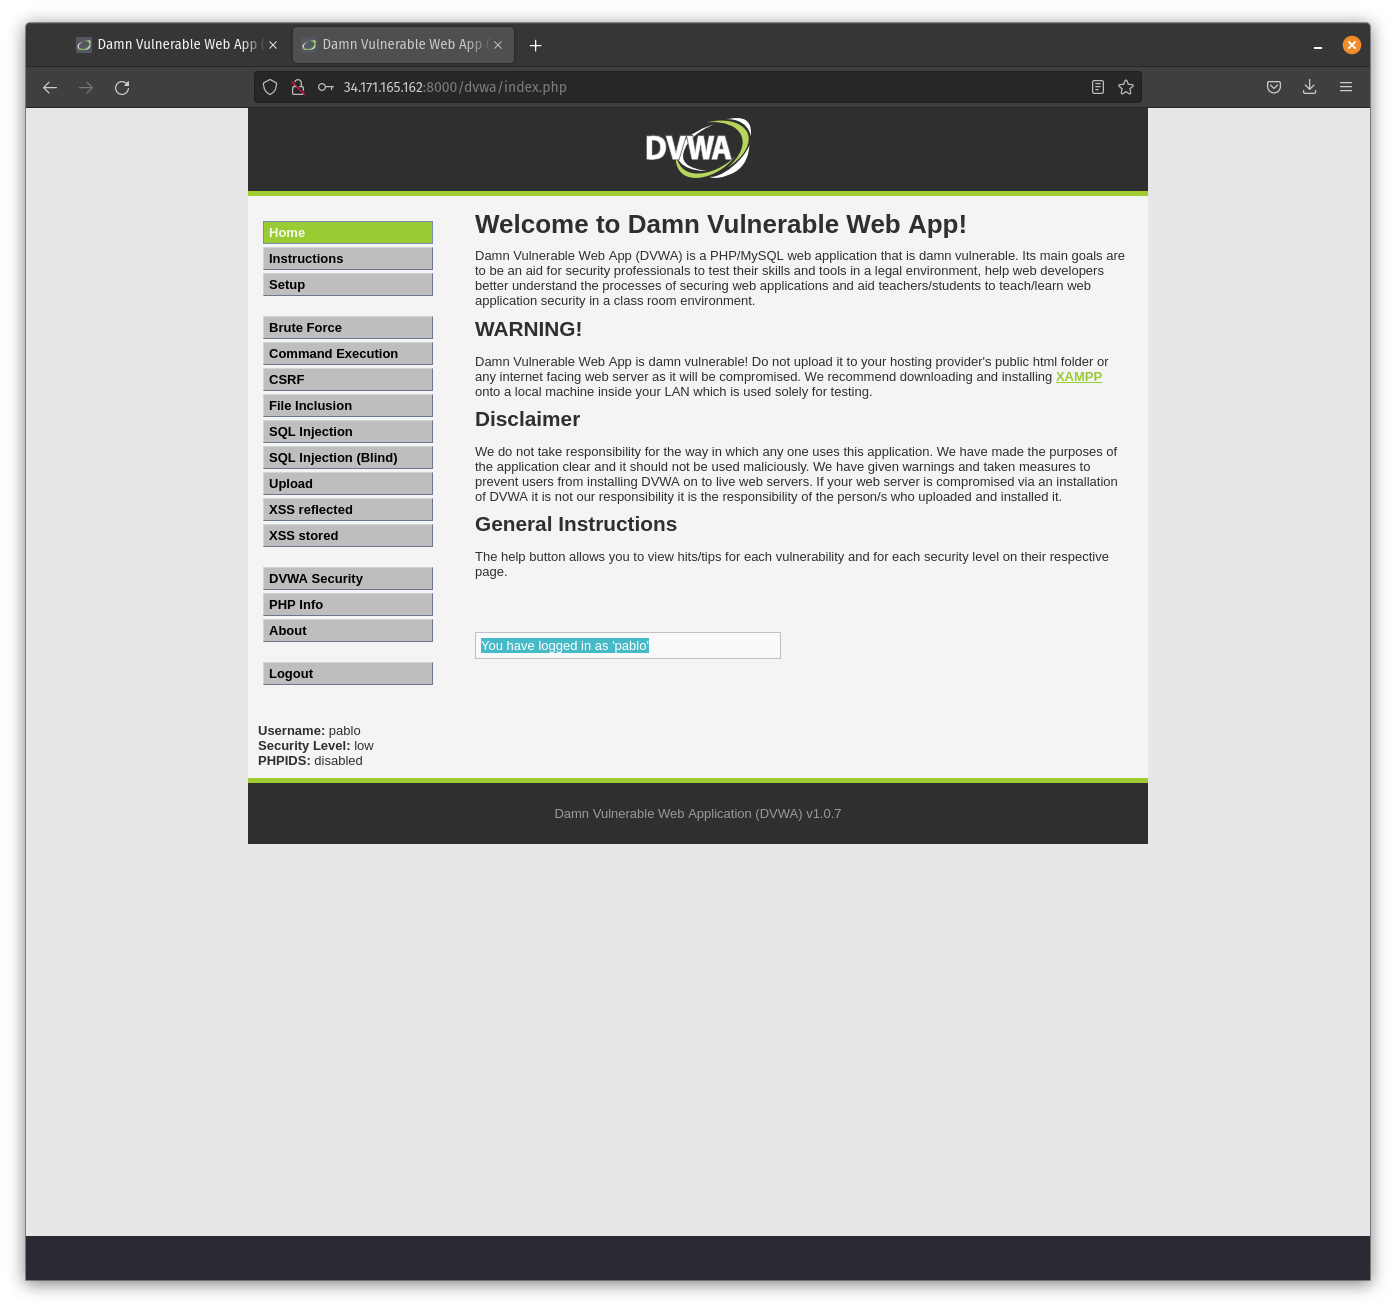 Damn Vulnerable Web App (
Damn Vulnerable Web App (
34.171.165.162:8000/dvwa/index.php
DVWA
Home
Instructions
Setup
Brute Force
Command Execution
CSRF
File Inclusion
SQL Injection
SQL Injection (Blind)
Upload
XSS reflected
XSS stored
DVWA Security
PHP Info
About
Logout
Welcome to Damn Vulnerable Web App!
Damn Vulnerable Web App (DVWA) is a PHP/MySQL web application that is damn vulnerable. Its main goals are
to be an aid for security professionals to test their skills and tools in a legal environment, help web developers
better understand the processes of securing web applications and aid teachers/students to teach/learn web
application security in a class room environment.
WARNING!
Damn Vulnerable Web App is damn vulnerable! Do not upload it to your hosting provider's public html folder or
any internet facing web server as it will be compromised. We recommend downloading and installing XAMPP
onto a local machine inside your LAN which is used solely for testing.
Disclaimer
We do not take responsibility for the way in which any one uses this application. We have made the purposes of
the application clear and it should not be used maliciously. We have given warnings and taken measures to
prevent users from installing DVWA on to live web servers. If your web server is compromised via an installation
of DVWA it is not our responsibility it is the responsibility of the person/s who uploaded and installed it.
General Instructions
The help button allows you to view hits/tips for each vulnerability and for each security level on their respective
page.
You have logged in as 'pablo'
Username: pablo
Security Level: low
PHPIDS: disabled
Damn Vulnerable Web Application (DVWA) v1.0.7